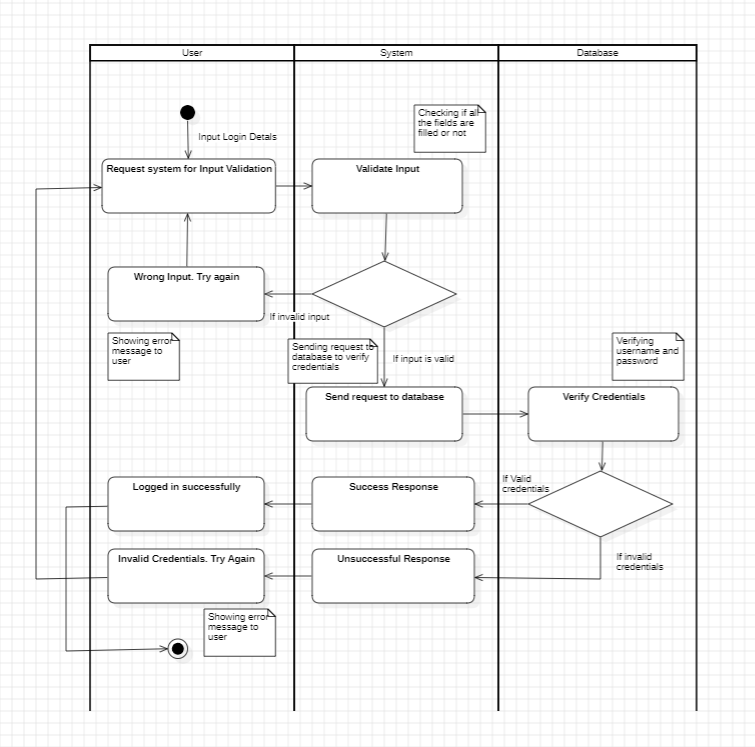 User
System
Database
Checking if all
the fields are
filled or not
Input Login Detals
Request system for Input Validation
Validate Input
Wrong Input. Try again
If invalid input
Showing error
message to
user
Sending request to
database to verify
credentials
If input is valid
Verifying
username and
password
Send request to database
Verify Credentials
If Valid
credentials
Logged in successfully
Success Response
If invalid
credentials
Invalid Credentials. Try Again
Unsuccessful Response
Showing error
message to
user